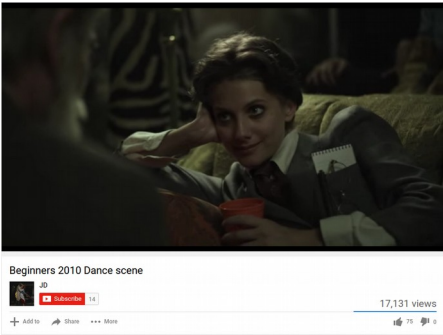 Beginners 2010 Dance scene
JD
Subscribe 14
17,131 views
Add to Share More
75 0